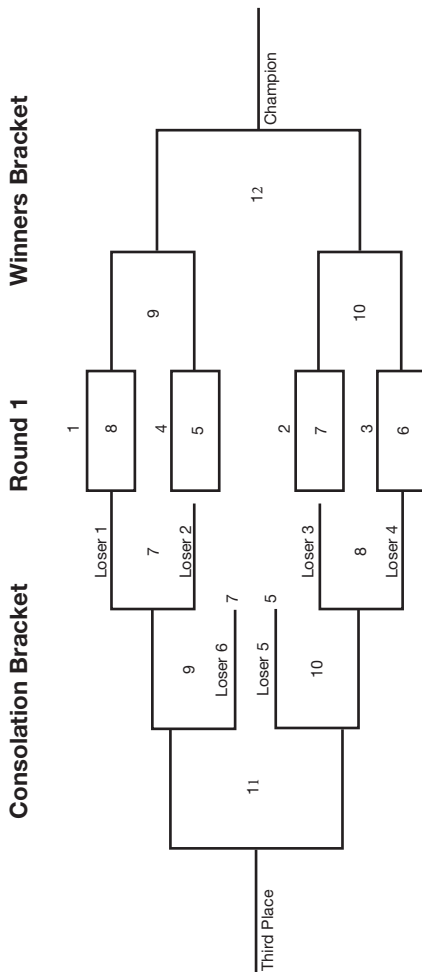 Consolation Bracket Round 1 Winners Bracket
1
Loser 1 8
7 4 9
9 Loser 2 5
Loser 6 7
11 12
Third Place Loser 5 5 Champion
2
Loser 3
10 7
8 3 10
Loser 4 6